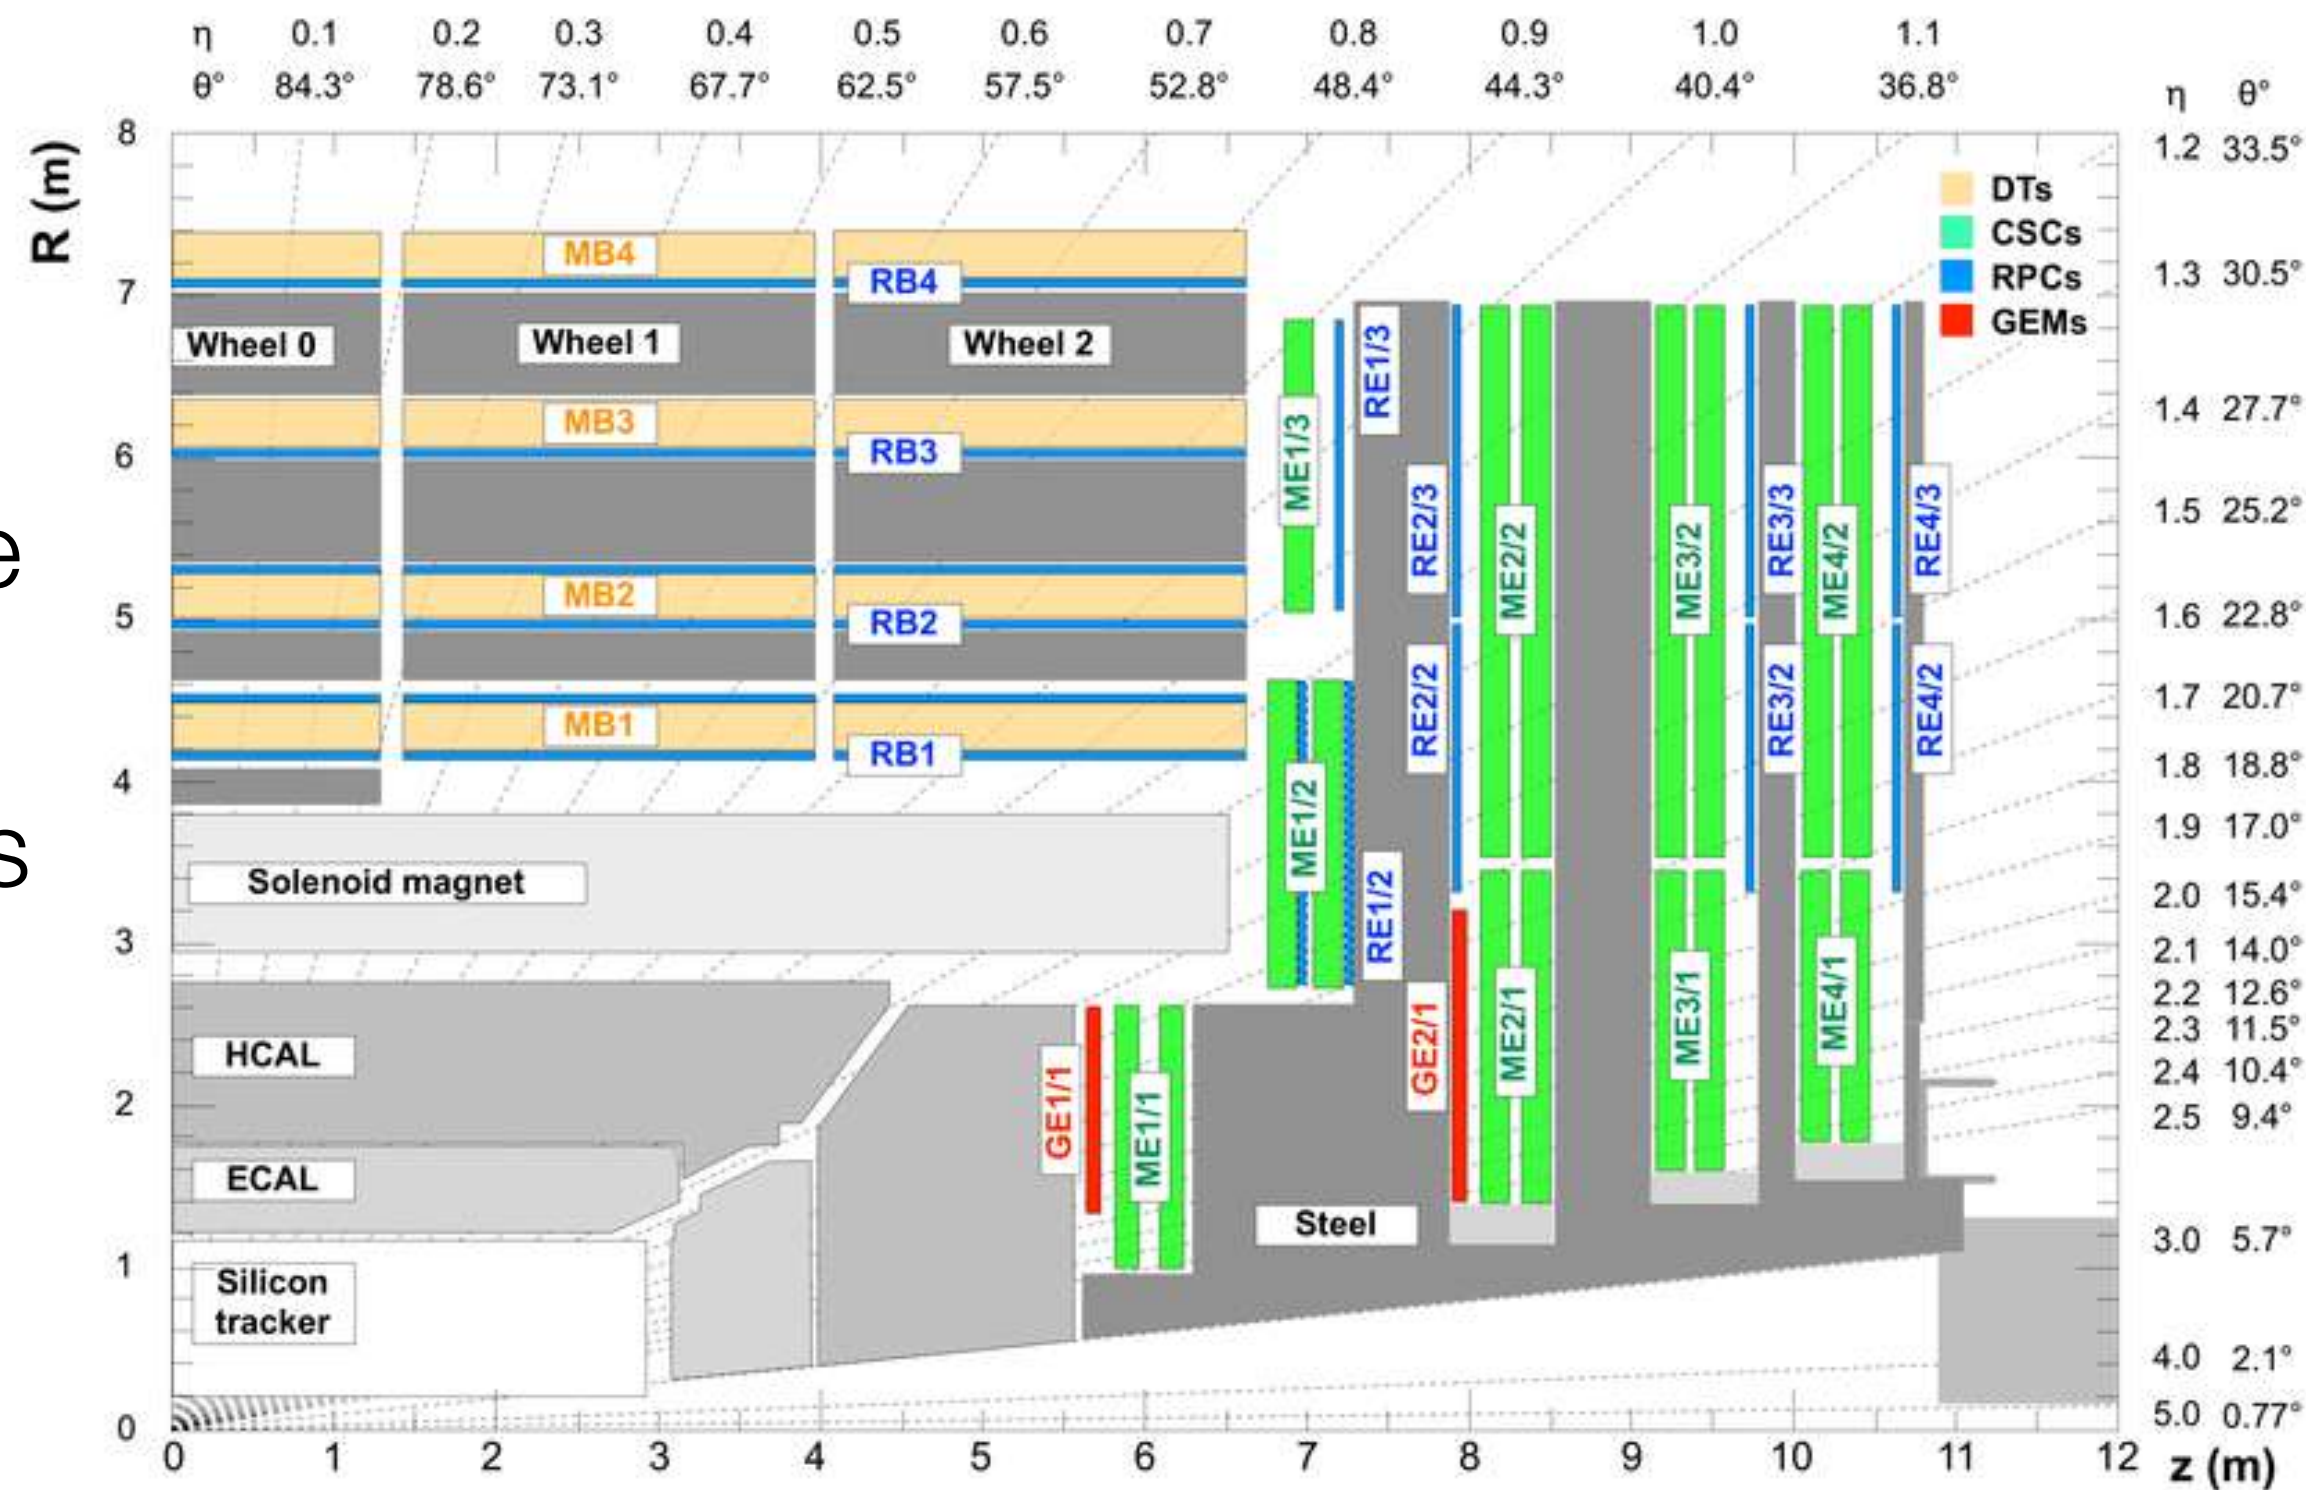 η 0.1 0.2 0.3 0.4 0.5 0.6 0.7 0.8 0.9 1.0 1.1
θ° 84.3° 78.6° 73.1° 67.7° 62.5° 57.5° 52.8° 48.4° 44.3° 40.4° 36.8°
η θ°
1.2 33.5°
1.3 30.5°
1.4 27.7°
1.5 25.2°
1.6 22.8°
1.7 20.7°
1.8 18.8°
1.9 17.0°
2.0 15.4°
2.1 14.0°
2.2 12.6°
2.3 11.5°
2.4 10.4°
2.5 9.4°
3.0 5.7°
4.0 2.1°
5.0 0.77°
R (m)
8
7
6
5
4
3
2
1
0
e
s
DTs
CSCs
RPCs
GEMs
MB4
RB4
Wheel 0
Wheel 1
Wheel 2
MB3
RB3
MB2
RB2
MB1
RB1
Solenoid magnet
HCAL
ECAL
Silicon
tracker
Steel
ME1/3
RE1/3
RE2/3
ME2/2
ME3/2
RE3/3
ME4/2
RE4/3
RE2/2
RE3/2
RE4/2
ME1/2
RE1/2
GE1/1
ME1/1
GE2/1
ME2/1
ME3/1
ME4/1
0 1 2 3 4 5 6 7 8 9 10 11 12
z (m)